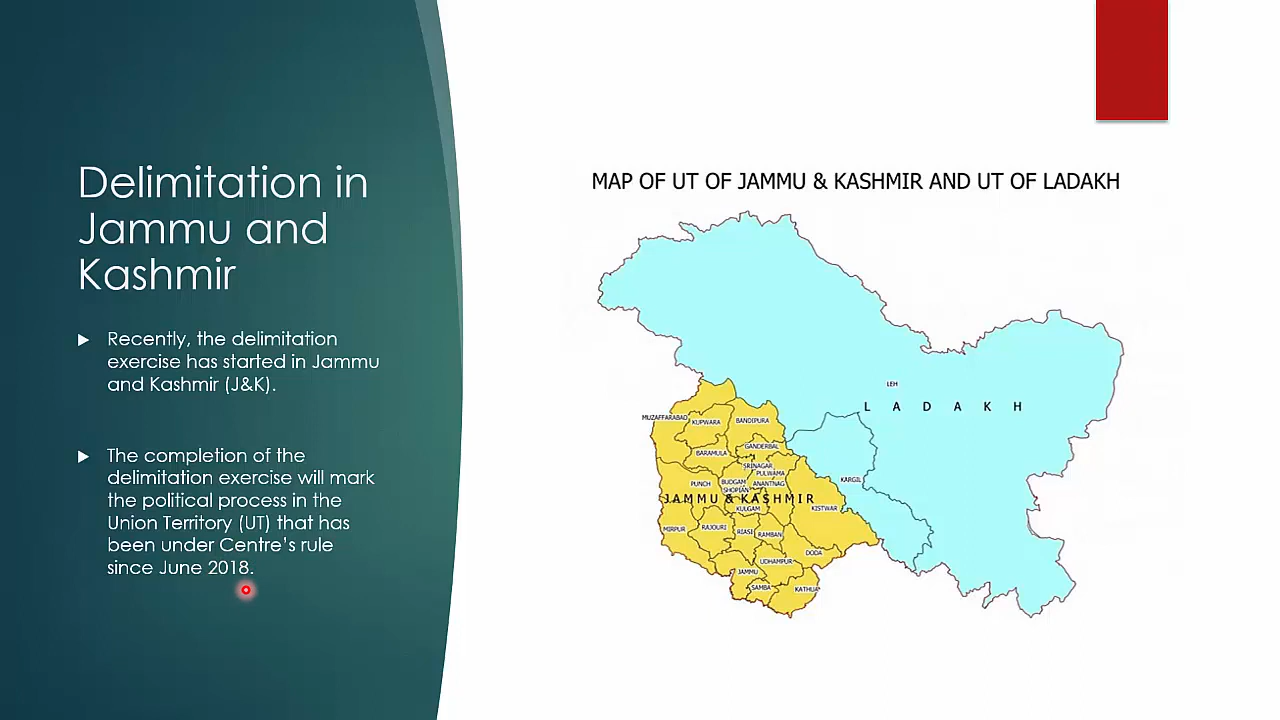 Delimitation in
Jammu and
Kashmir
Recently, the delimitation
exercise has started in Jammu
and Kashmir (J&K).
The completion of the
delimitation exercise will mark
the political process in the
Union Territory (UT) that has
been under Centre's rule
since June 2018.
MAP OF UT OF JAMMU & KASHMIR AND UT OF LADAKH
LEH
L A D A K H
MUZAFFARABAD
KUPWARA
BANDIPURA
GANDERBAL
BARAMULA
SRINAGAR
PULWAMA
KARGIL
PUNCH
BUDGAM
ANANTNAG
SHOPIAN
JAMMU & KASHMIR
KULGAM
KISTWAR
MIRPUR
RAJOURI
RIASI
RAMBAN
DODA
UDHAMPUR
JAMMU
SAMBA
KATHUA